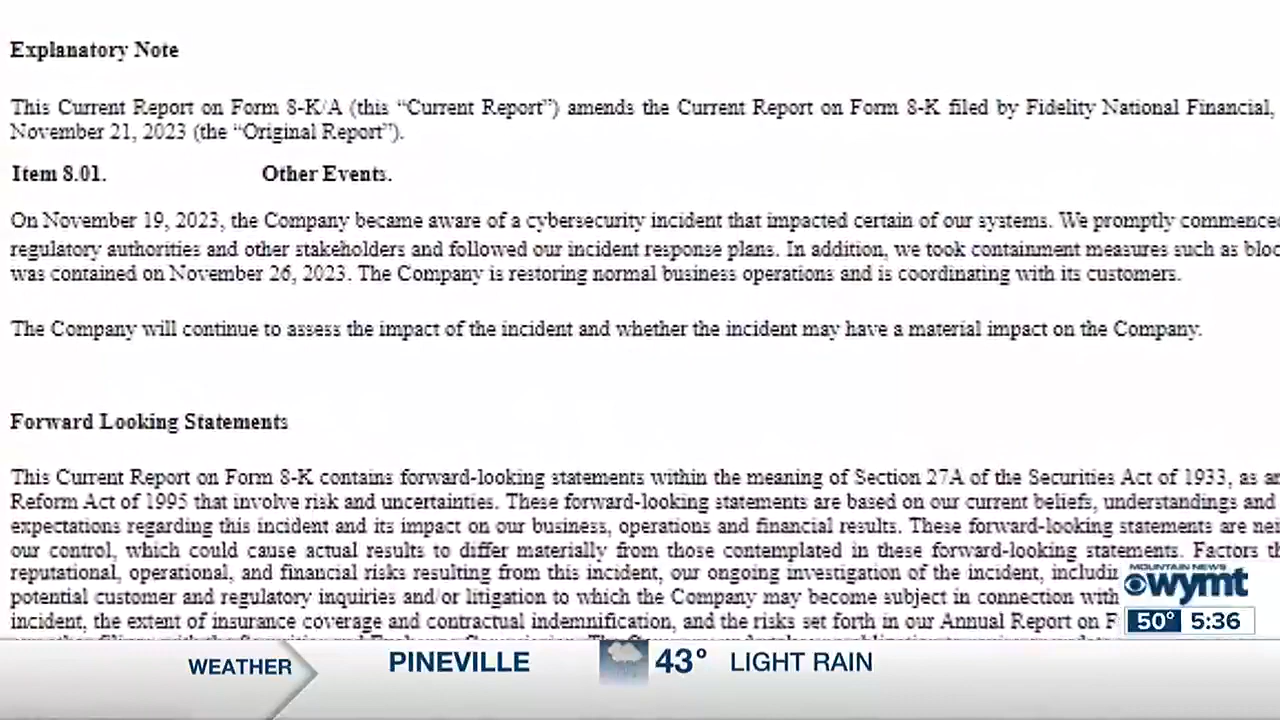 Explanatory Note
This Current Report on Form 8-K/A (this “Current Report”) amends the Current Report on Form 8-K filed by Fidelity National Financial,
November 21, 2023 (the “Original Report”).
Item 8.01. Other Events.
On November 19, 2023, the Company became aware of a cybersecurity incident that impacted certain of our systems. We promptly commenced
regulatory authorities and other stakeholders and followed our incident response plans. In addition, we took containment measures such as bloc
was contained on November 26, 2023. The Company is restoring normal business operations and is coordinating with its customers.
The Company will continue to assess the impact of the incident and whether the incident may have a material impact on the Company.
Forward Looking Statements
This Current Report on Form 8-K contains forward-looking statements within the meaning of Section 27A of the Securities Act of 1933, as
Reform Act of 1995 that involve risk and uncertainties. These forward-looking statements are based on our current beliefs, understandings and
expectations regarding this incident and its impact on our business, operations and financial results. These forward-looking statements are
our control, which could cause actual results to differ materially from those contemplated in these forward-looking statements. Factors
reputational, operational, and financial risks resulting from this incident, our ongoing investigation of the incident, includin
potential customer and regulatory inquiries and/or litigation to which the Company may become subject in connection with
incident, the extent of insurance coverage and contractual indemnification, and the risks set forth in our Annual Report on F
MOUNTAIN NEWS
wymt
50° 5:36
WEATHER PINEVILLE 43° LIGHT RAIN